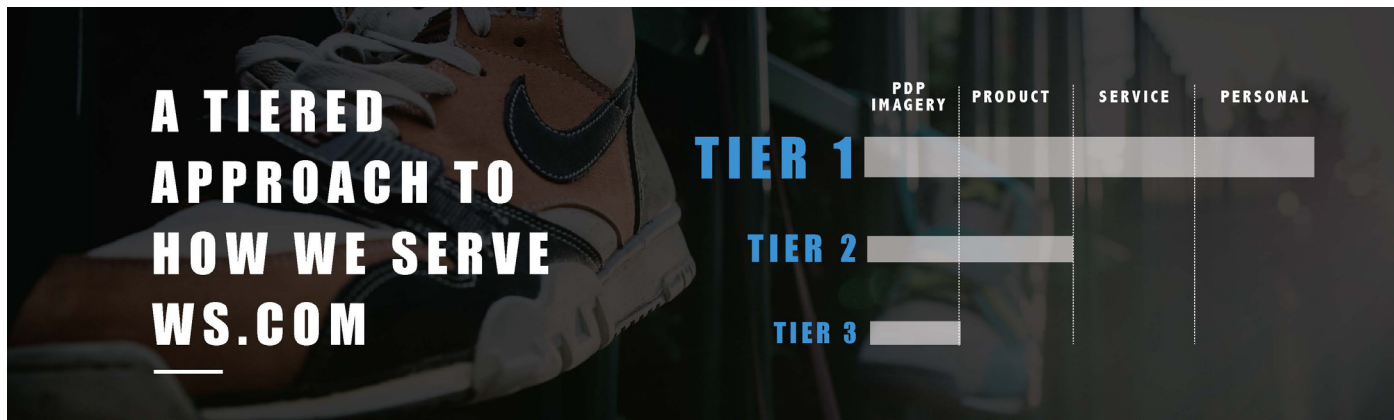 A TIERED
APPROACH TO
HOW WE SERVE
WS.COM
PDP
IMAGERY
PRODUCT
SERVICE
PERSONAL
TIER 1
TIER 2
TIER 3